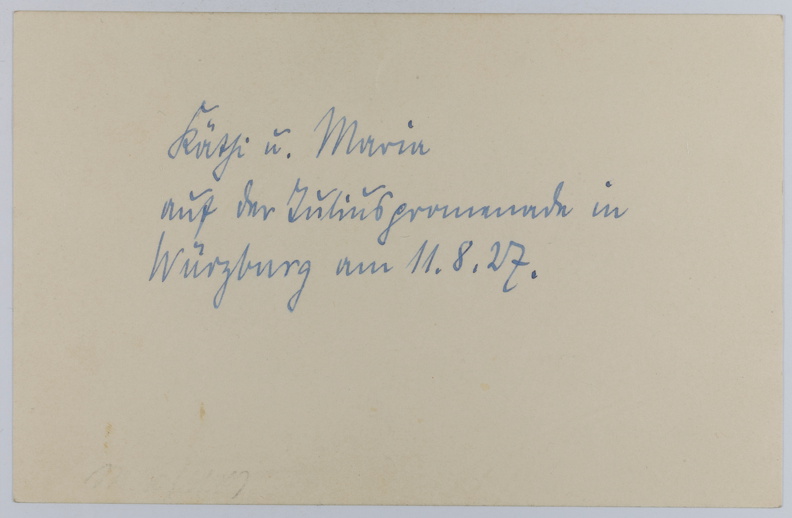 Käthi u. Maria
auf der Juliuspromenade in
Würzburg am 11.8.27.